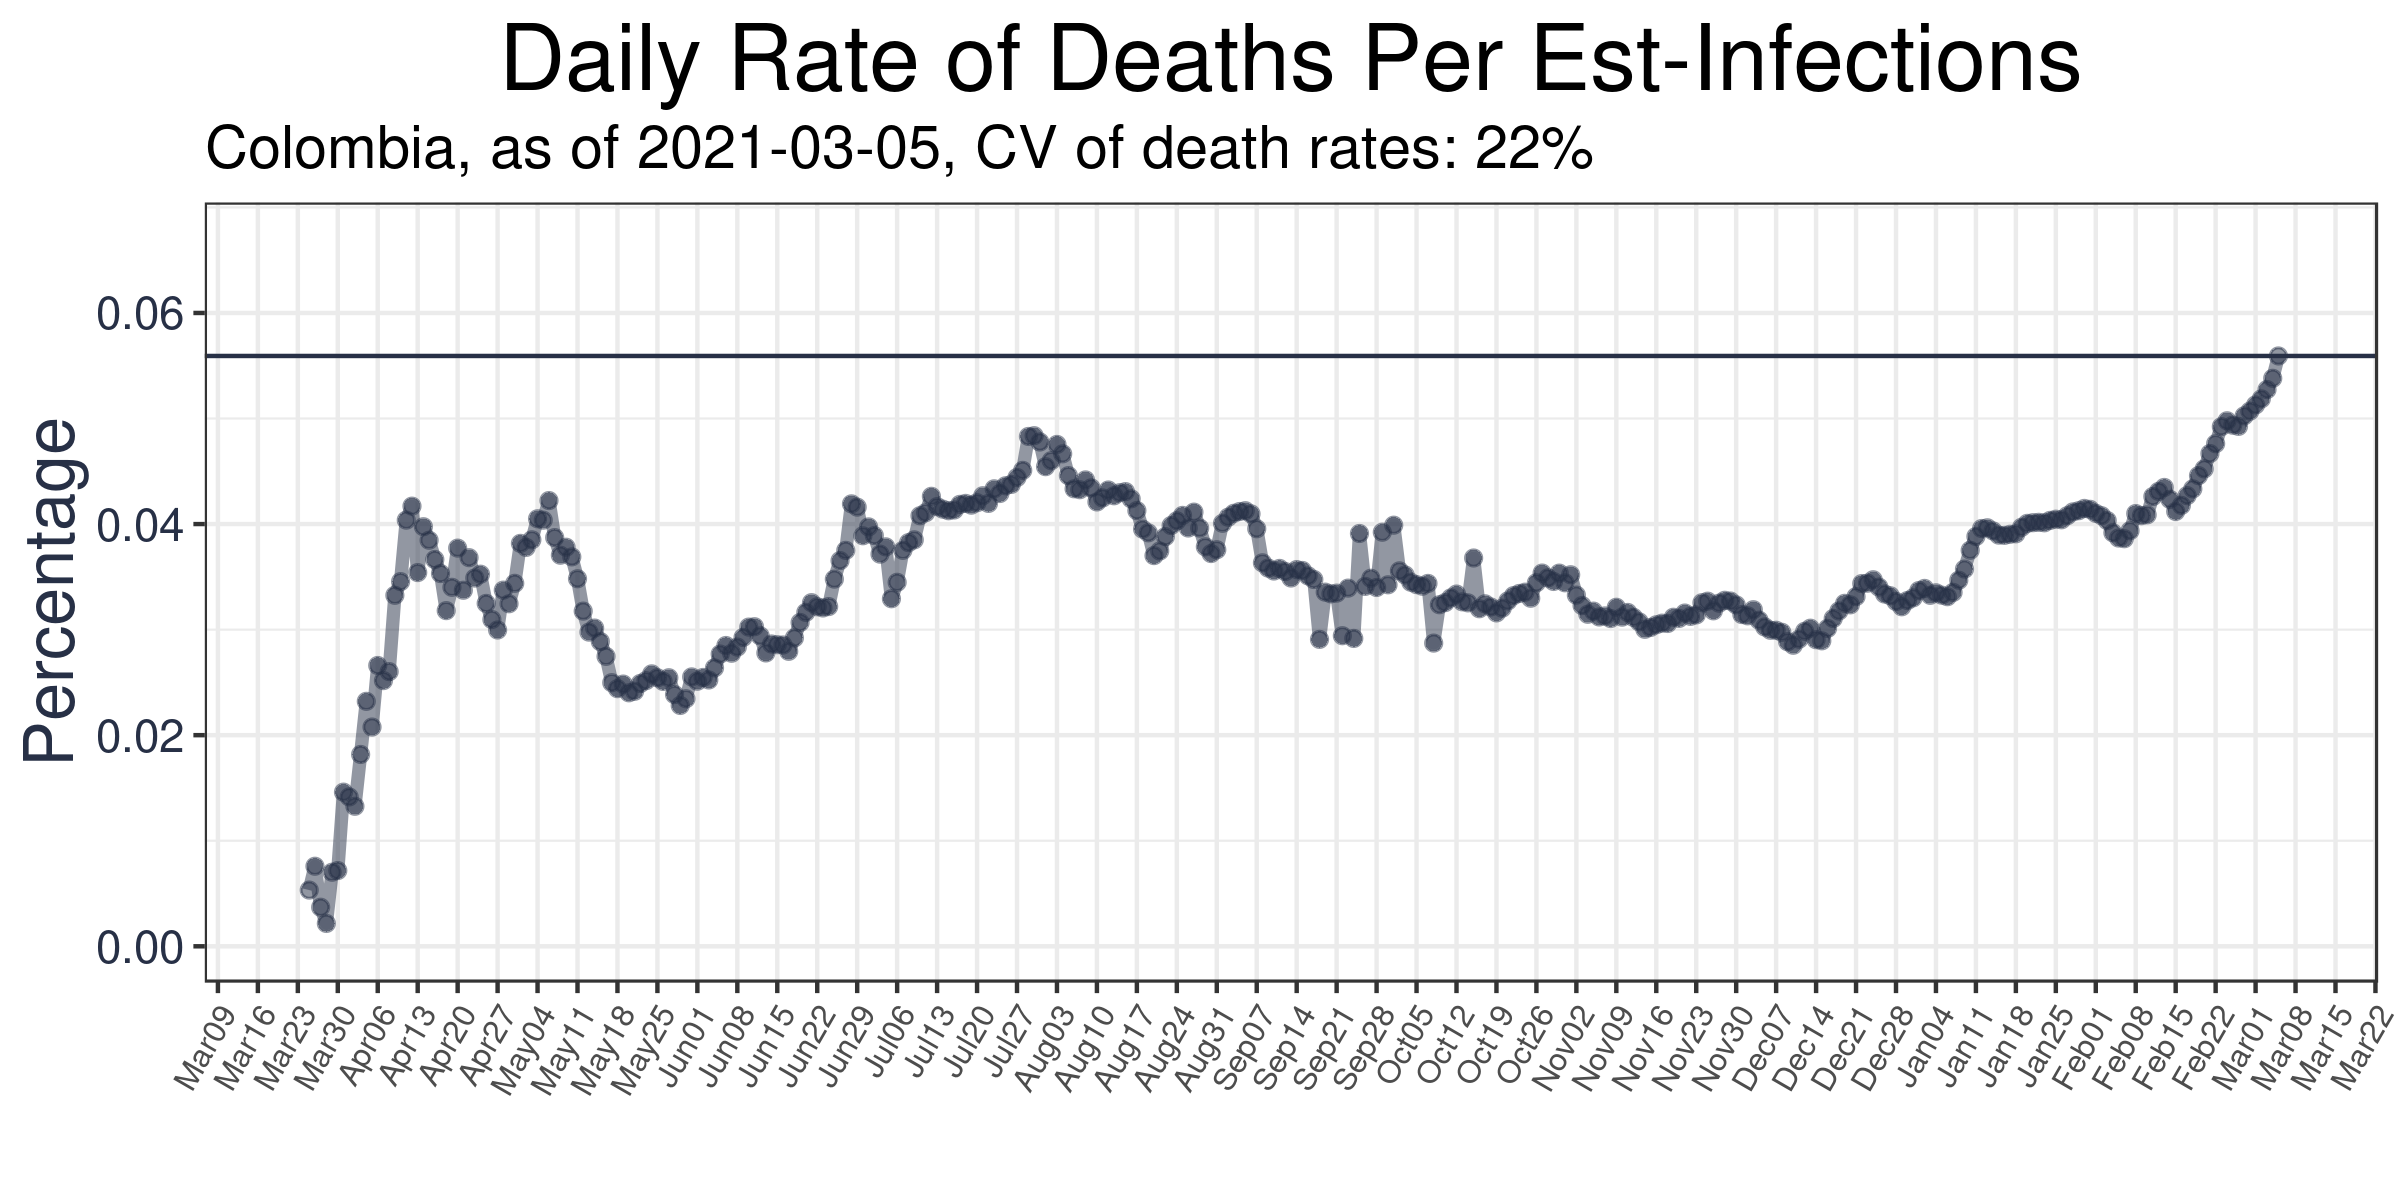 Daily Rate of Deaths Per Est-Infections
Colombia, as of 2021-03-05, CV of death rates: 22%
Percentage
0.06
0.04
0.02
0.00
Mar09
Mar16
Mar23
Mar30
Apr06
Apr13
Apr20
Apr27
May04
May11
May18
May25
Jun01
Jun08
Jun15
Jun22
Jun29
Jul06
Jul13
Jul20
Jul27
Aug03
Aug10
Aug17
Aug24
Aug31
Sep07
Sep14
Sep21
Sep28
Oct05
Oct12
Oct19
Oct26
Nov02
Nov09
Nov16
Nov23
Nov30
Dec07
Dec14
Dec21
Dec28
Jan04
Jan11
Jan18
Jan25
Feb01
Feb08
Feb15
Feb22
Mar01
Mar08
Mar15
Mar22